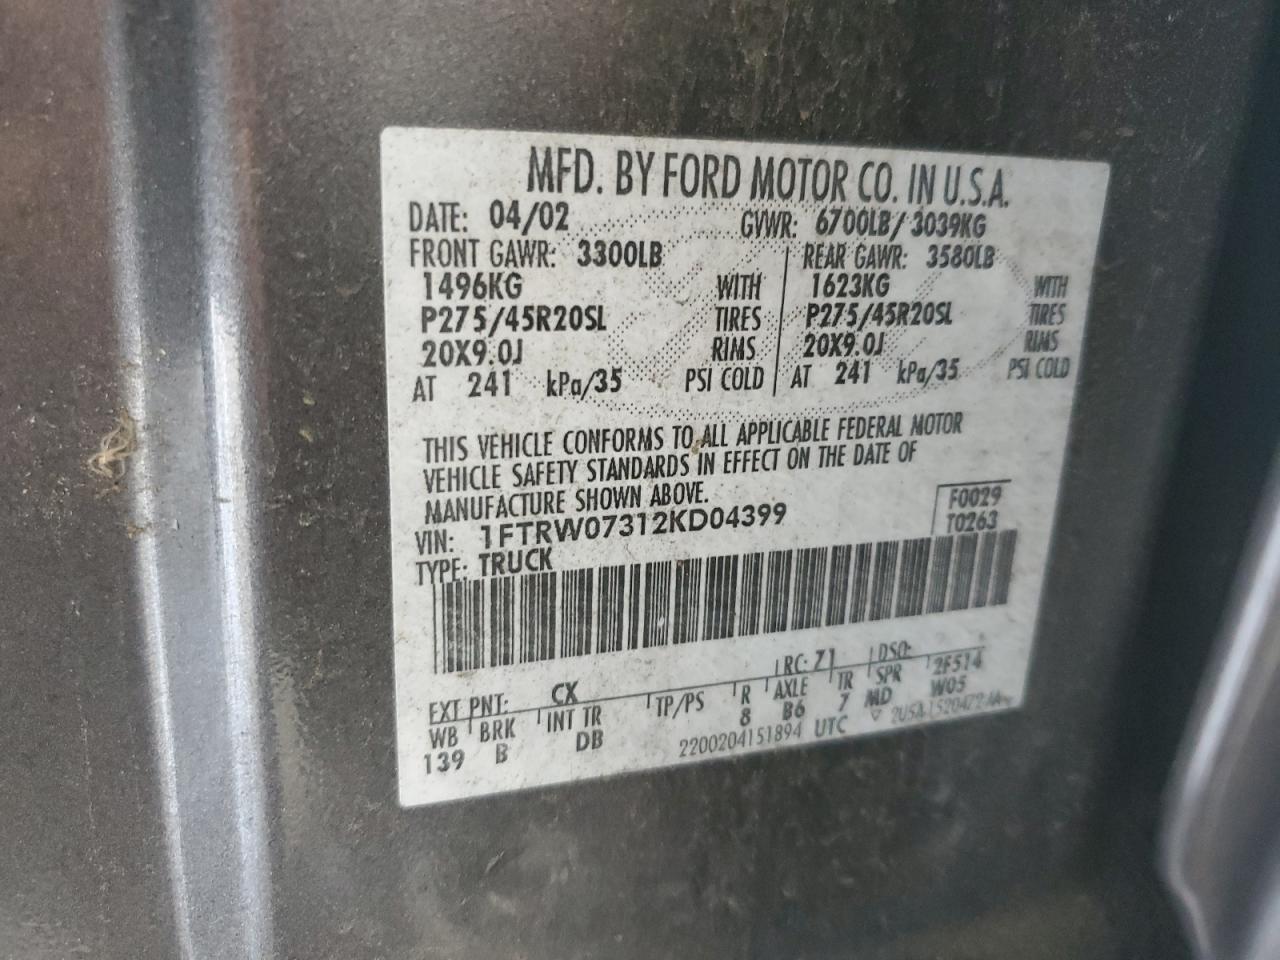 MFD. BY FORD MOTOR CO. IN U.S.A.
DATE: 04/02 GVWR: 6700LB/ 3039KG
FRONT GAWR: 3300LB REAR GAWR: 3580LB
1496KG WITH 1623KG WITH
P275/45R20SL TIRES P275/45R20SL TIRES
20X9.0J RIMS 20X9.0J RIMS
AT 241 kPa/35 PSI COLD AT 241 kPa/35 PSI COLD
THIS VEHICLE CONFORMS TO ALL APPLICABLE FEDERAL MOTOR
VEHICLE SAFETY STANDARDS IN EFFECT ON THE DATE OF
MANUFACTURE SHOWN ABOVE.
F0029
VIN: 1FTRW07312KD04399 T0263
TYPE: TRUCK
EXT PNT: CX RC: 71 DSO:
WB BRK INT TR TP/PS R AXLE TR SPR 2F514
139 B DB 8 B6 7 MD W05
2200204151894 UTC